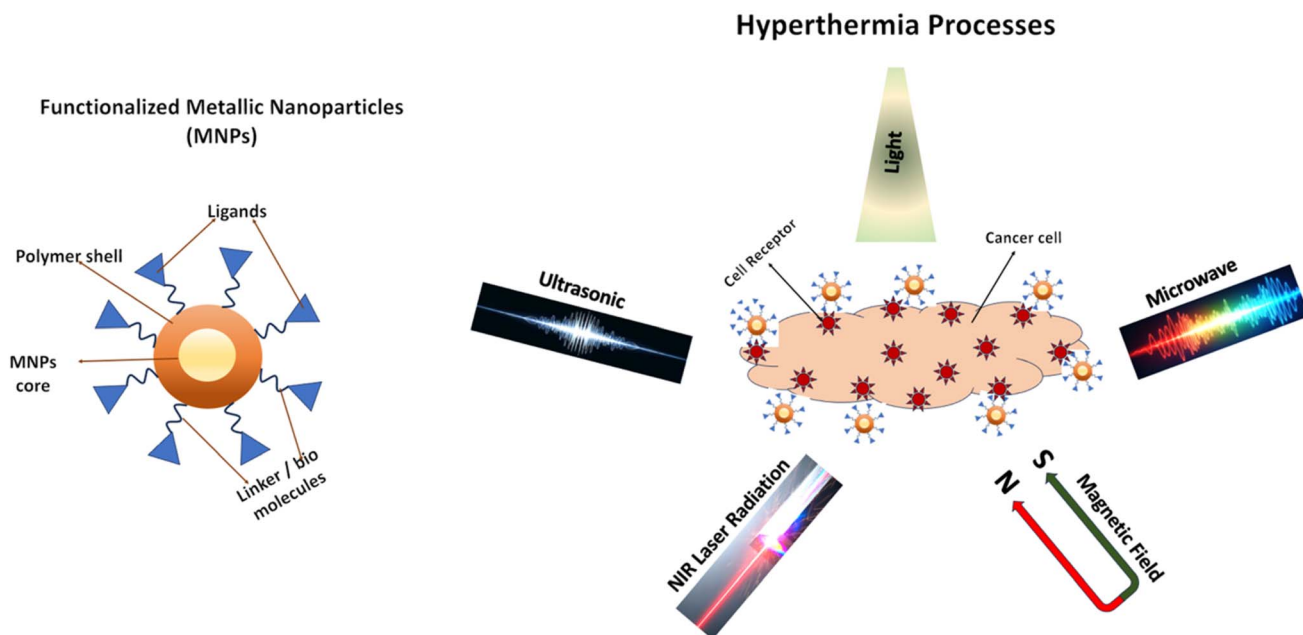 Hyperthermia Processes
Functionalized Metallic Nanoparticles
(MNPs)
Ligands
Polymer shell
MNPs
core
Linker / bio
molecules
Light
Cell Receptor
Cancer cell
Ultrasonic
Microwave
NIR Laser Radiation
S
N
Magnetic Field